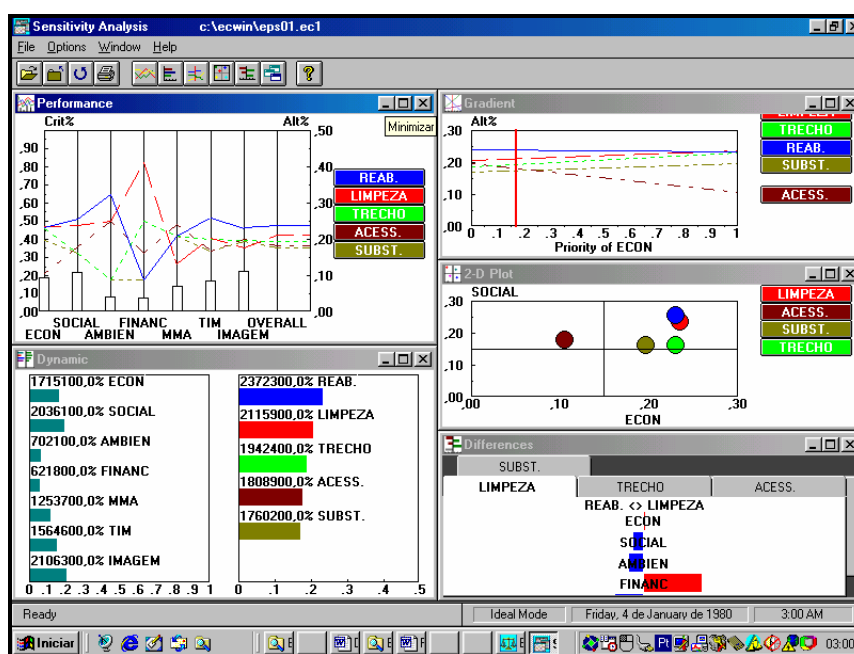 Sensitivity Analysis c:\ecwin\eps01.ec1
File Options Window Help
Performance
Minimizar
Crit% Alt%
,90
,80
,70
,60
,50
,40
,30
,20
,10
,00
,50
,40
,30
,20
,10
,00
SOCIAL FINANC TIM OVERALL
ECON AMBIEN MMA IMAGEM
REAB.
LIMPEZA
TRECHO
ACESS.
SUBST.
Gradient
Alt%
,30
,20
,10
,00
0 .1 .2 .3 .4 .5 .6 .7 .8 .9 1
Priority of ECON
TRECHO
REAB.
SUBST.
ACESS.
2-D Plot
SOCIAL
,30
,15
,00
,00 ,10 ,20 ,30
ECON
LIMPEZA
ACESS.
SUBST.
TRECHO
Dynamic
1715100,0% ECON
2036100,0% SOCIAL
702100,0% AMBIEN
621800,0% FINANC
1253700,0% MMA
1564600,0% TIM
2106300,0% IMAGEM
0 .1 .2 .3 .4 .5 .6 .7 .8 .9 1
2372300,0% REAB.
2115900,0% LIMPEZA
1942400,0% TRECHO
1808900,0% ACESS.
1760200,0% SUBST.
0 .1 .2 .3 .4 .5
Differences
SUBST.
LIMPEZA TRECHO ACESS.
REAB. <> LIMPEZA
ECON
SOCIAL
AMBIEN
FINANC
Ready Ideal Mode Friday, 4 de January de 1980 3:00 AM
Iniciar Pt 03:00